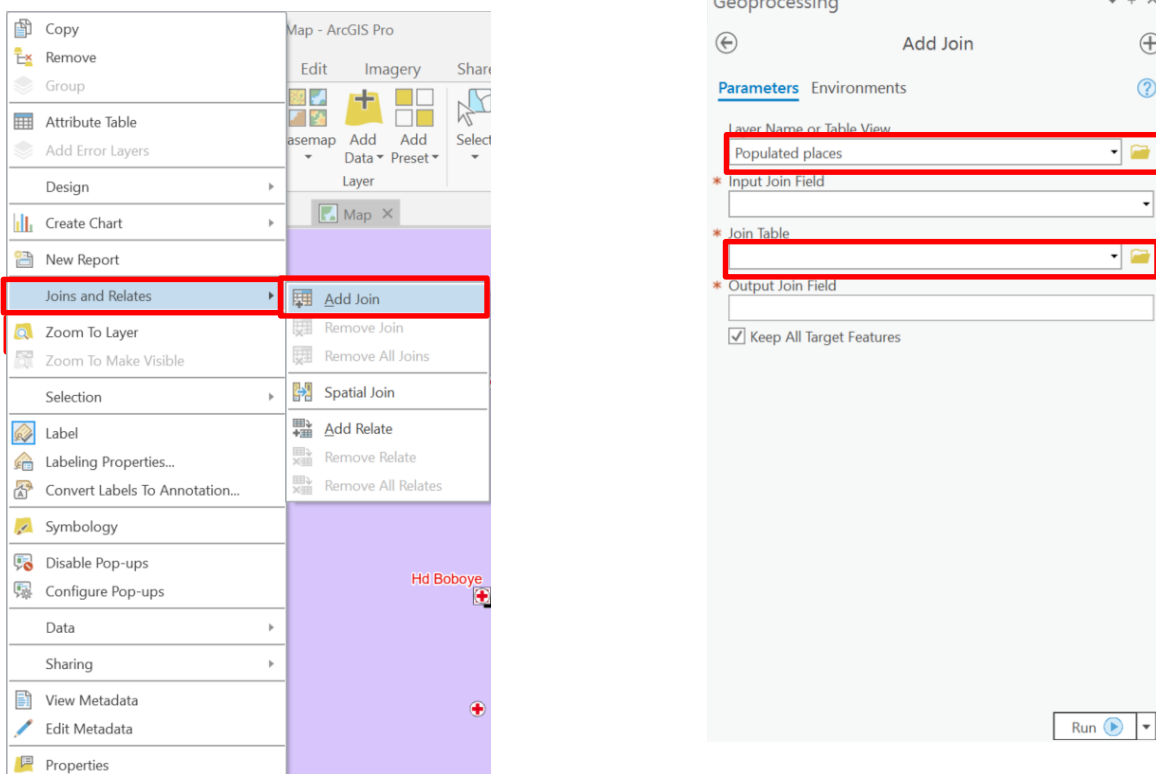 Copy
Remove
Group
Attribute Table
Add Error Layers
Design
Create Chart
New Report
Joins and Relates
Zoom To Layer
Zoom To Make Visible
Selection
Label
Labeling Properties...
Convert Labels To Annotation...
Symbology
Disable Pop-ups
Configure Pop-ups
Data
Sharing
View Metadata
Edit Metadata
Properties
Map - ArcGIS Pro
Edit Imagery Share
asemap Add Data Add Preset Select
Layer
Map
Add Join
Remove Join
Remove All Joins
Spatial Join
Add Relate
Remove Relate
Remove All Relates
Hd Boboye
Geoprocessing
Add Join
Parameters Environments
Layer Name or Table View
Populated places
* Input Join Field
* Join Table
* Output Join Field
Keep All Target Features
Run